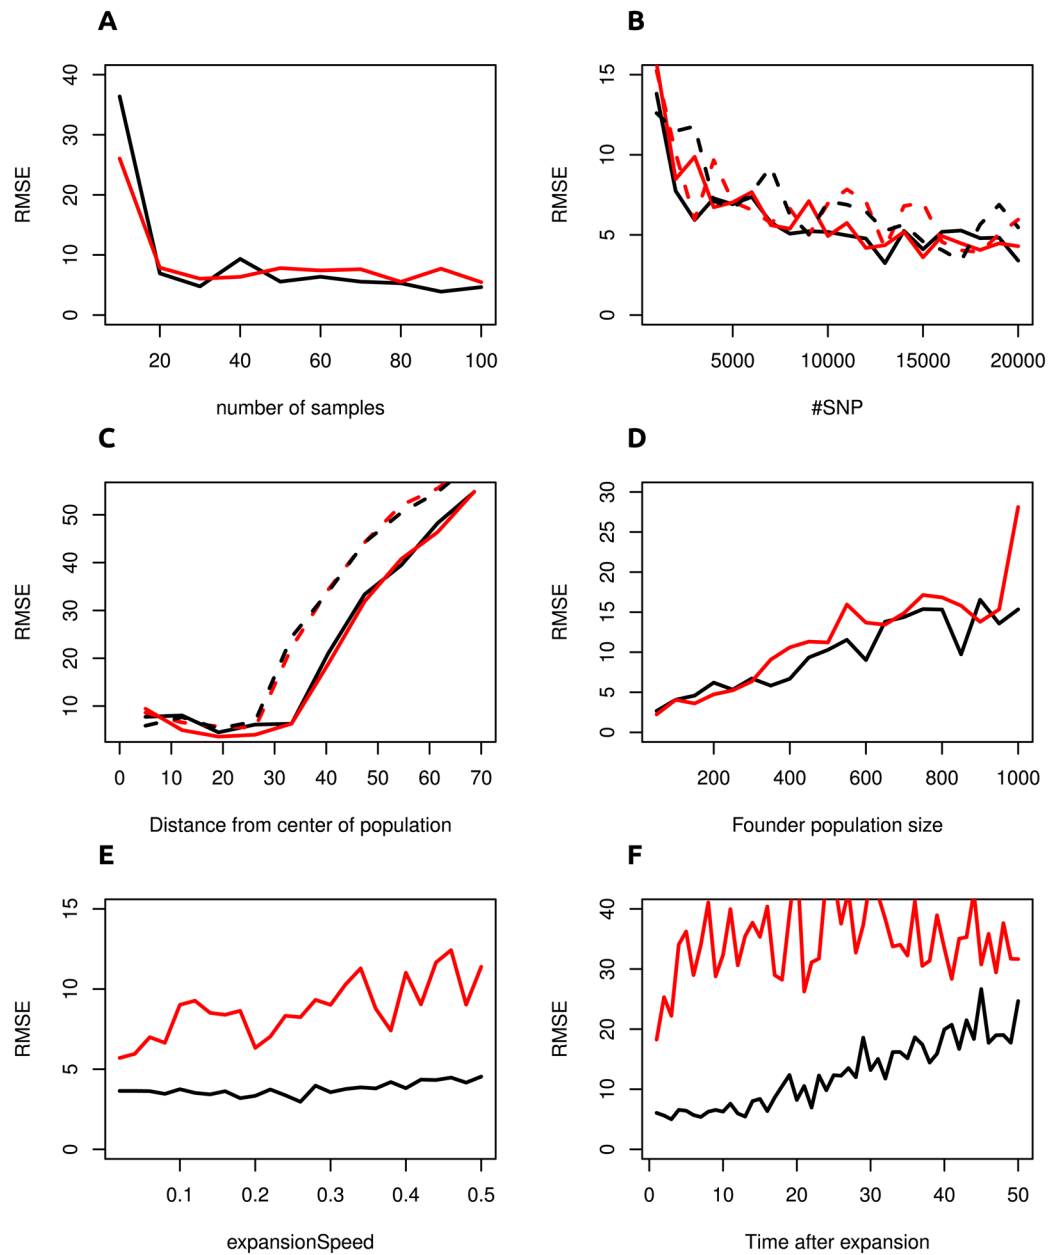 A
40
30
20
10
0
RMSE
20 40 60 80 100
number of samples
B
15
10
5
0
RMSE
5000 10000 15000 20000
#SNP
C
50
40
30
20
10
RMSE
0 10 20 30 40 50 60 70
Distance from center of population
D
30
25
20
15
10
5
0
RMSE
200 400 600 800 1000
Founder population size
E
15
10
5
0
RMSE
0.1 0.2 0.3 0.4 0.5
expansionSpeed
F
40
30
20
10
0
RMSE
0 10 20 30 40 50
Time after expansion